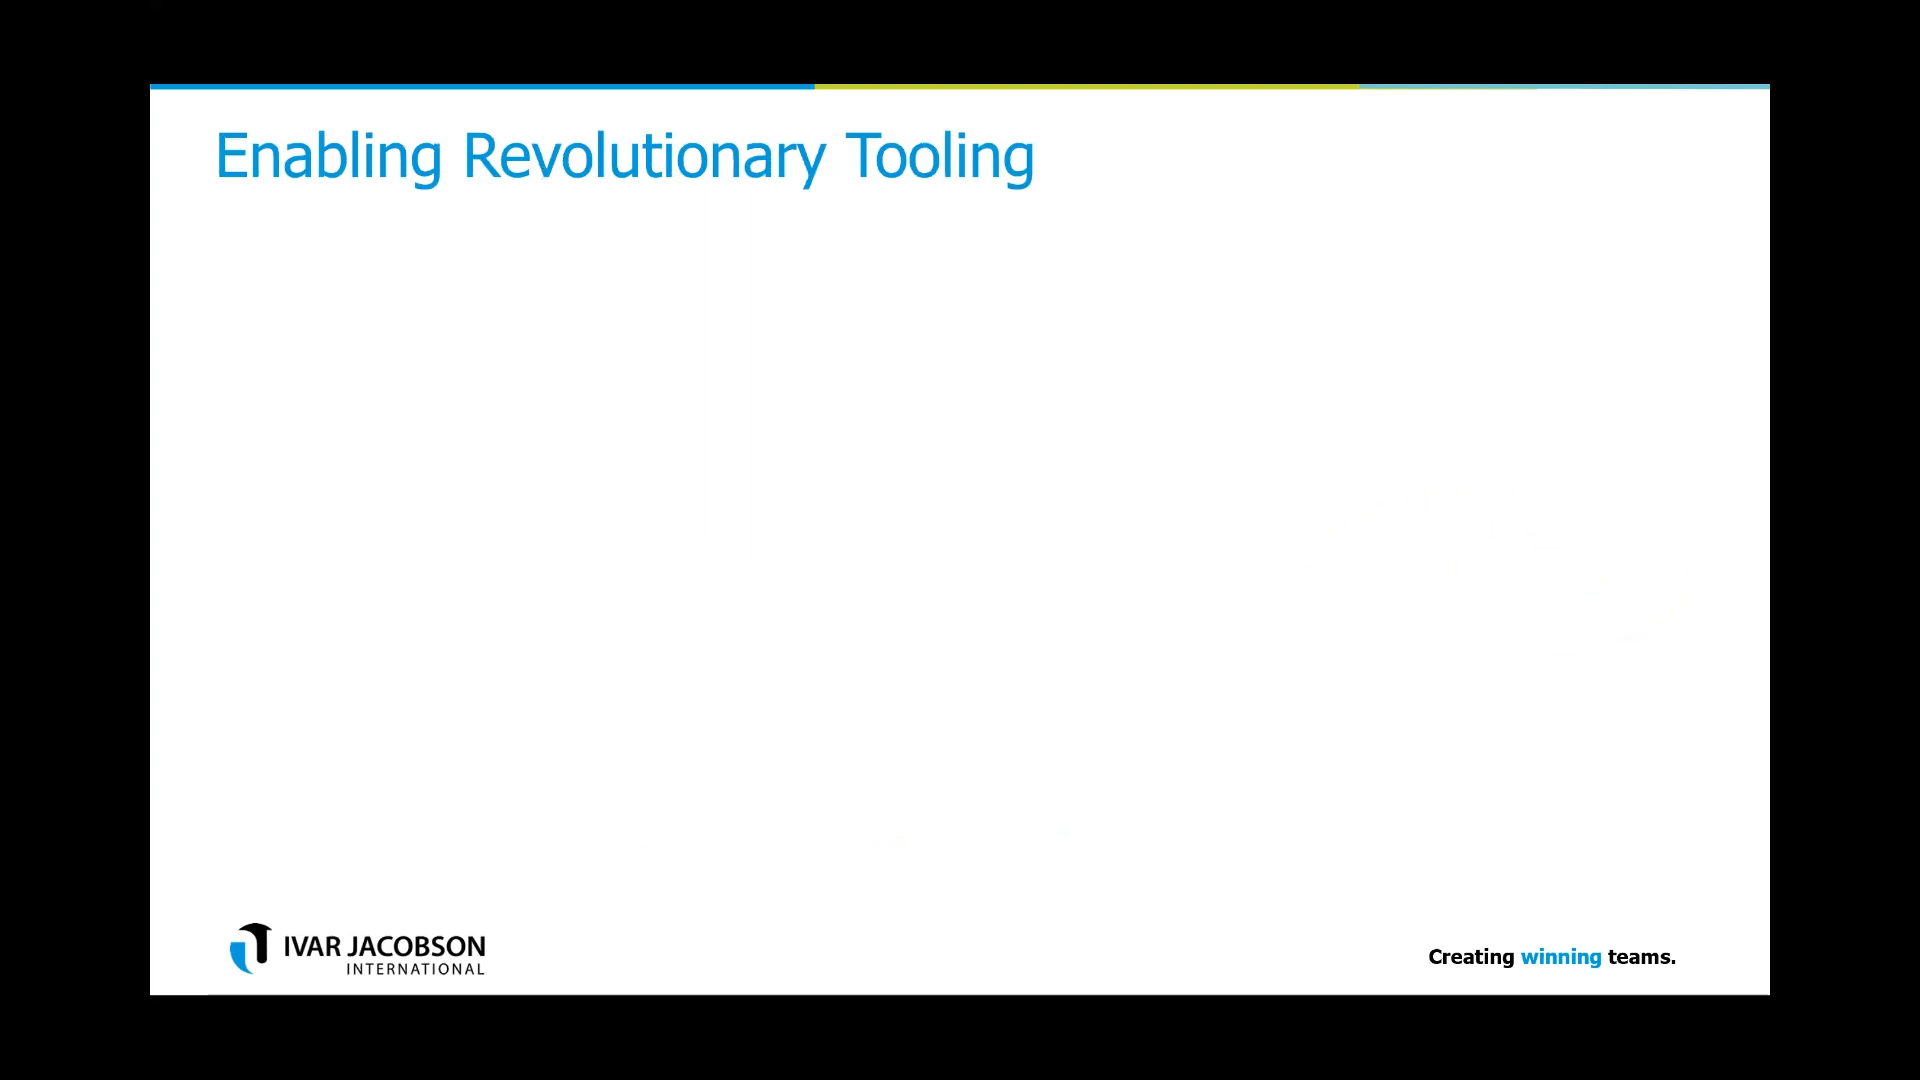 Enabling Revolutionary Tooling
IVAR JACOBSON
INTERNATIONAL
Creating winning teams.